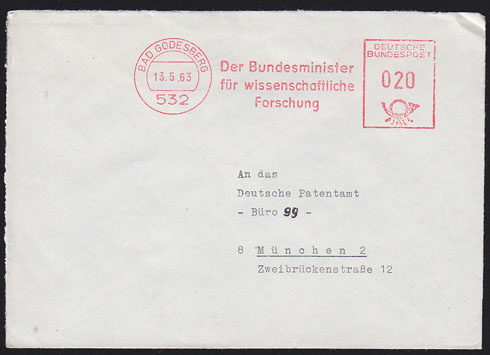 BAD GODESBERG
13.5.63
532
Der Bundesminister
für wissenschaftliche
Forschung
DEUTSCHE
BUNDESPOST
020
An das
Deutsche Patentamt
- Büro 99 -
8 München 2
Zweibrückenstraße 12